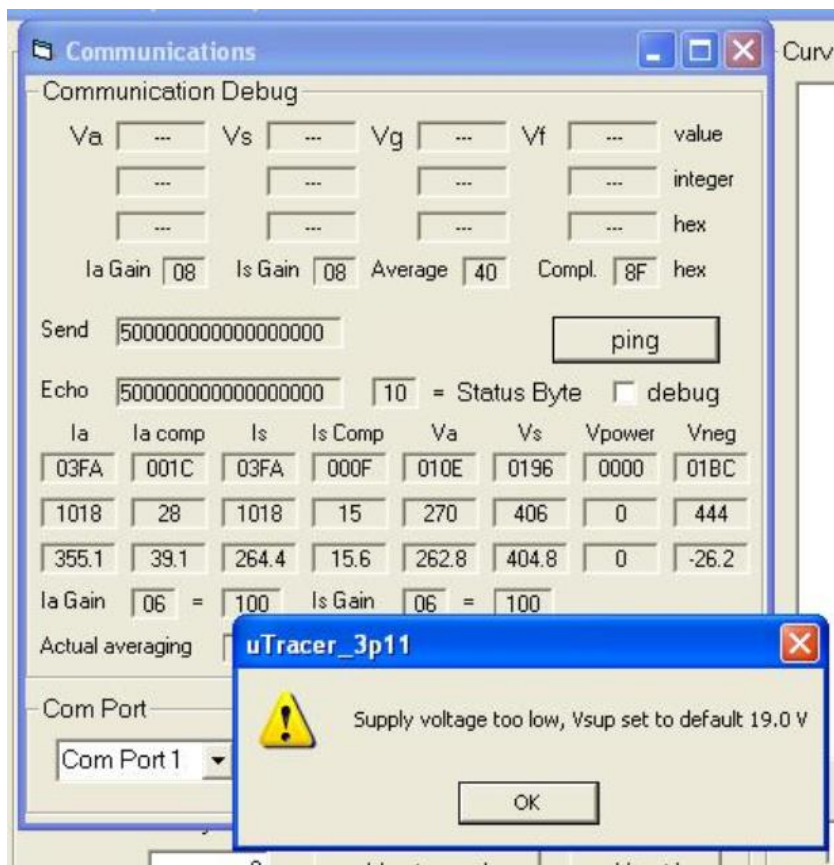 Communications
Curv
Communication Debug
Va --- Vs --- Vg --- Vf --- value
--- --- --- --- integer
--- --- --- --- hex
Ia Gain 08 Is Gain 08 Average 40 Compl. 8F hex
Send 500000000000000000
ping
Echo 500000000000000000 10 = Status Byte debug
Ia Ia comp Is Is Comp Va Vs Vpower Vneg
03FA 001C 03FA 000F 010E 0196 0000 01BC
1018 28 1018 15 270 406 0 444
355.1 39.1 264.4 15.6 262.8 404.8 0 -26.2
Ia Gain 06 = 100 Is Gain 06 = 100
Actual averaging
uTracer_3p11
Supply voltage too low, Vsup set to default 19.0 V
OK
Com Port
Com Port 1